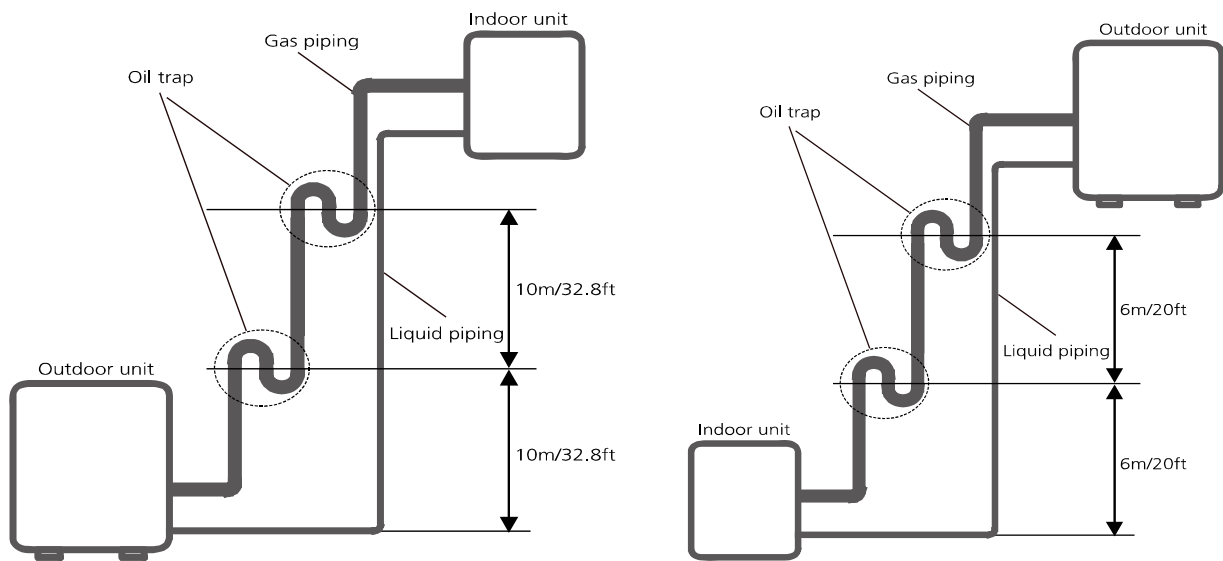 Indoor unit
Gas piping
Oil trap
10m/32.8ft
Liquid piping
Outdoor unit
10m/32.8ft
Outdoor unit
Gas piping
Oil trap
6m/20ft
Liquid piping
Indoor unit
6m/20ft